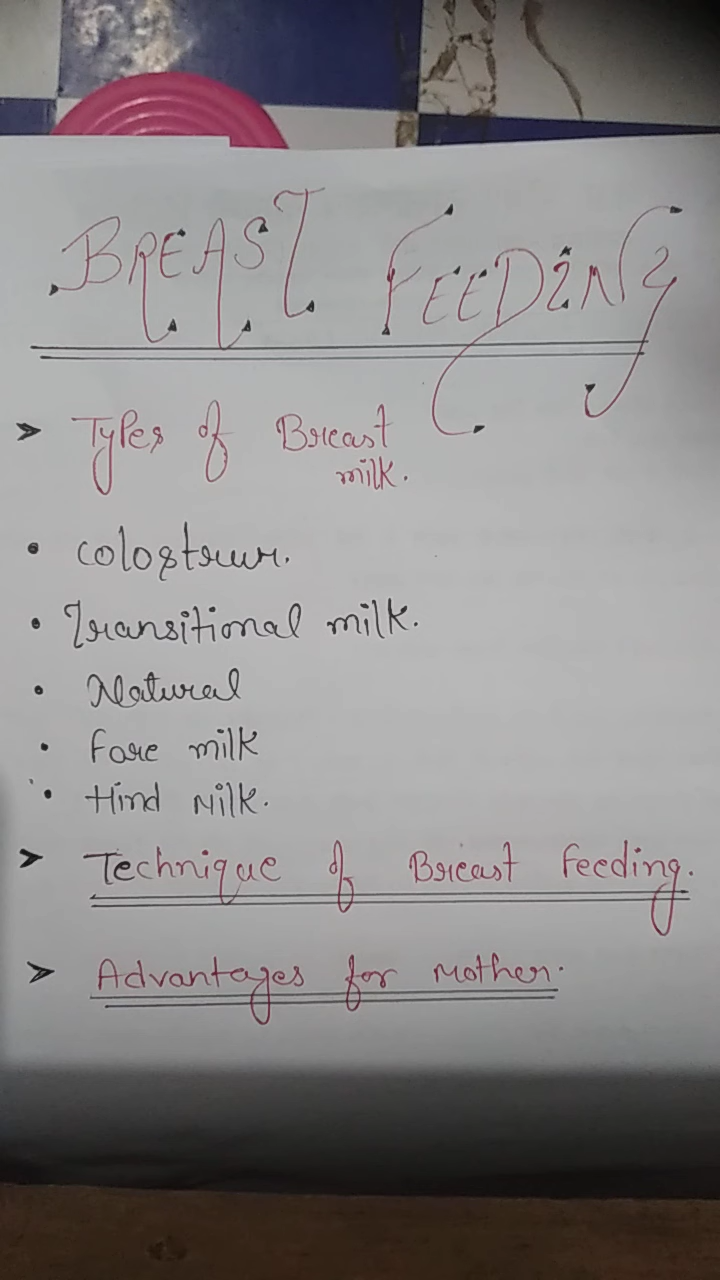 BREAST FEEDING
➤ Types of Breast
milk.
• Colostrum.
• Transitional milk.
• Natural
• Fore milk
• Hind Milk.
➤ Technique of Breast Feeding.
➤ Advantages for Mother.